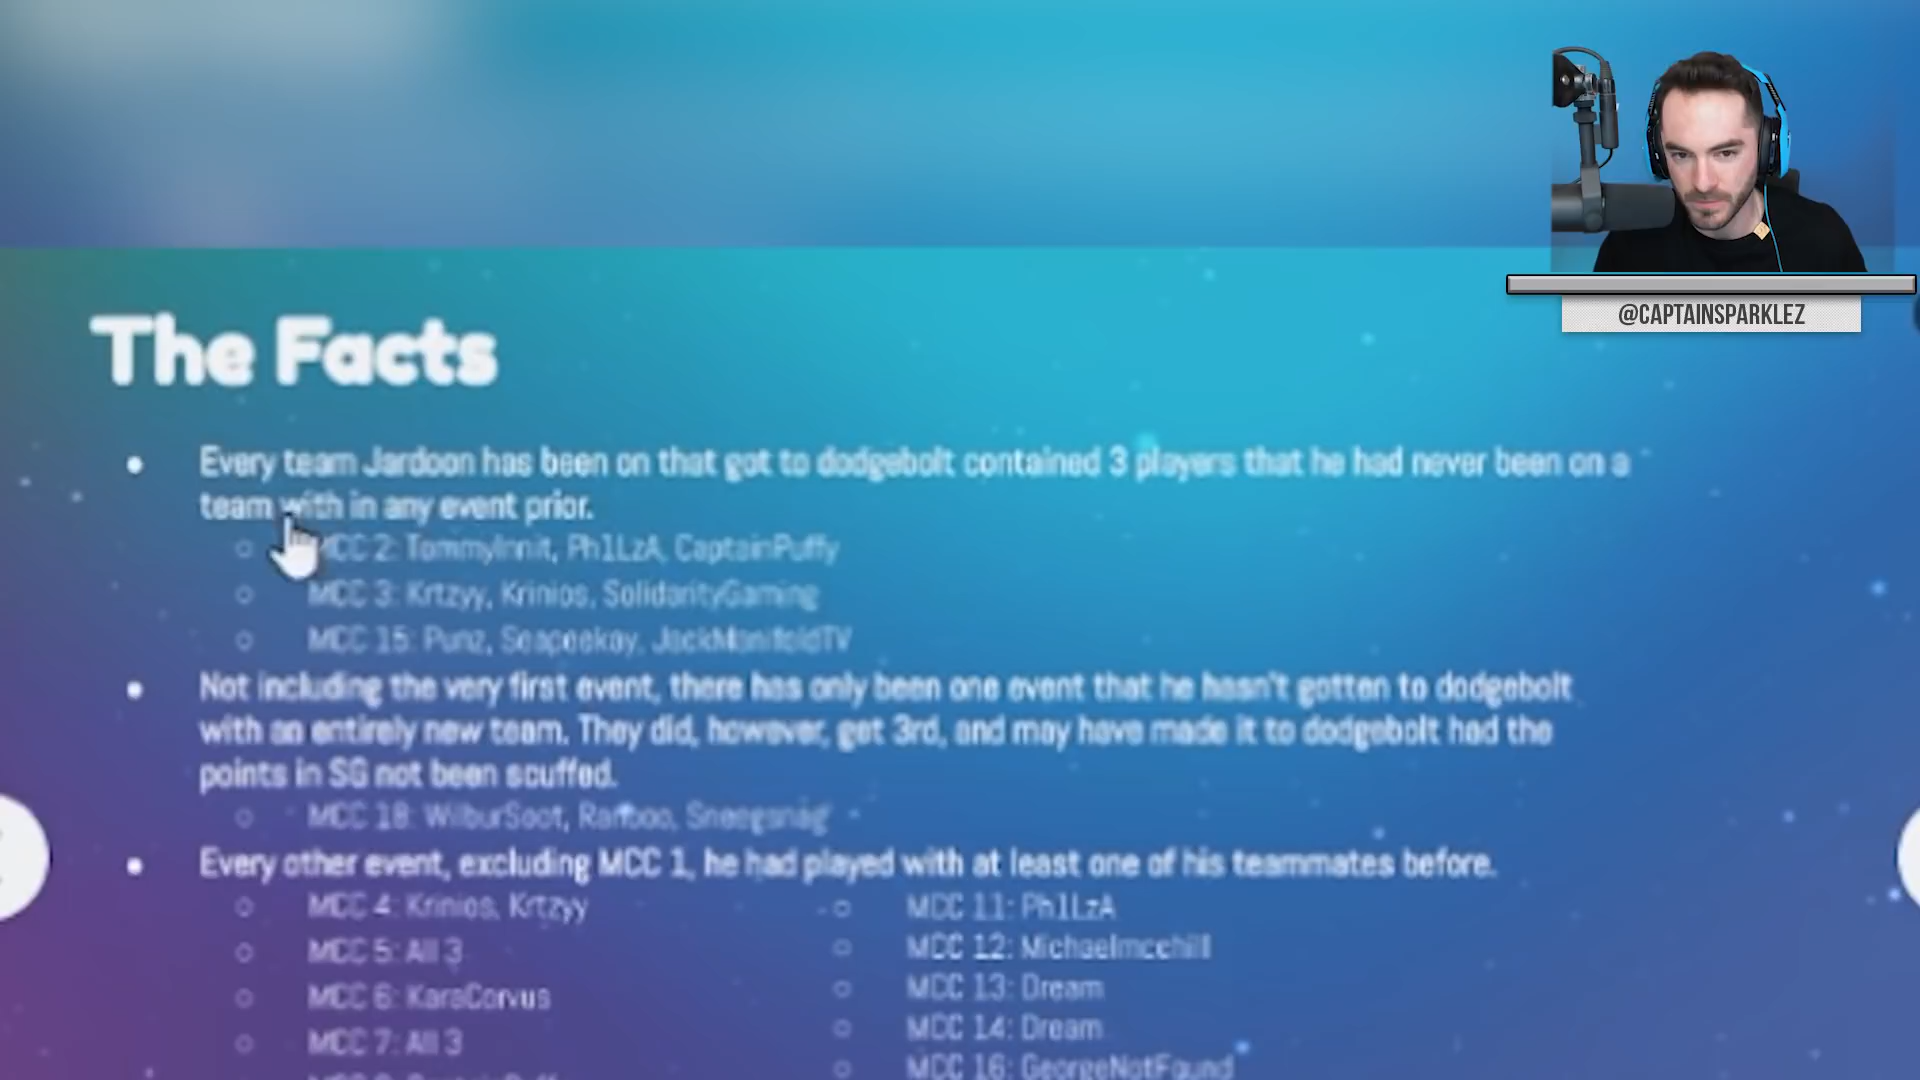 @CAPTAINSPARKLEZ
The Facts
Every team Jardoon has been on that got to dodgebolt contained 3 players that he had never been on a
team with in any event prior.
MCC 2: TommyInnit, Ph1LzA, CaptainPuffy
MCC 3: Krtzyy, Krinios, SolidarityGaming
MCC 15: Punz, Seapeekay, JackManifoldTV
Not including the very first event, there has only been one event that he hasn't gotten to dodgebolt
with an entirely new team. They did, however, get 3rd, and may have made it to dodgebolt had the
points in SG not been scuffed.
MCC 18: WilburSoot, Ranboo, Sneegsnag
Every other event, excluding MCC 1, he had played with at least one of his teammates before.
MCC 4: Krinios, Krtzyy
MCC 5: All 3
MCC 6: KaraCorvus
MCC 7: All 3
MCC 11: Ph1LzA
MCC 12: Michaelmcchill
MCC 13: Dream
MCC 14: Dream
MCC 16: GeorgeNotFound